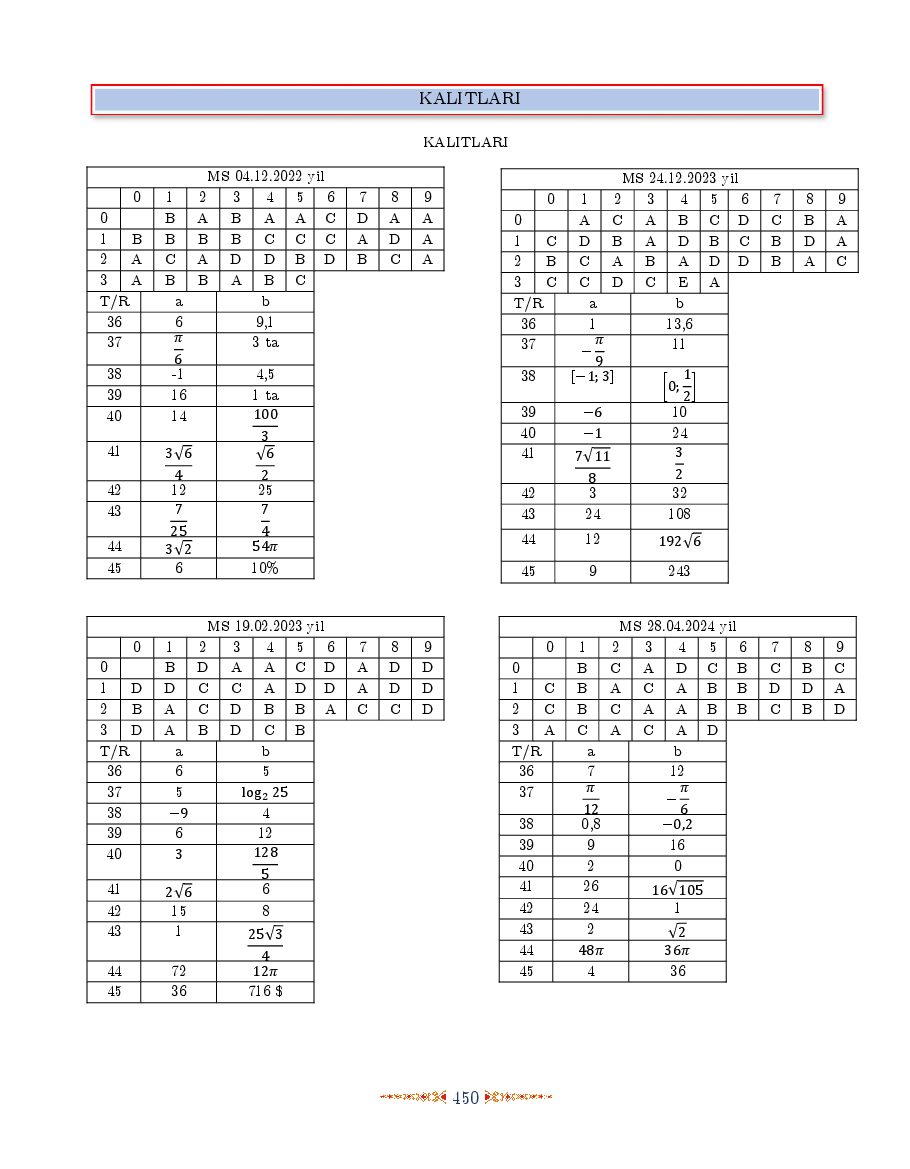 KALITLARI
KALITLARI
MS 04.12.2022 yil
0 1 2 3 4 5 6 7 8 9
0 B A B A A C D A A
1 B B B B C C C A D A
2 A C A D D B D B C A
3 A B B A B C
T/R a b
36 6 9,1
37 π/6 3 ta
38 -1 4,5
39 16 1 ta
40 14 100/3
41 3√6/4 √6/2
42 12 25
43 7/25 7/4
44 3√2 54π
45 6 10%
MS 24.12.2023 yil
0 1 2 3 4 5 6 7 8 9
0 A C A B C D C B A
1 C D B A D B C B D A
2 B C A B A D D B A C
3 C C D C E A
T/R a b
36 1 13,6
37 −π/9 11
38 [−1; 3] [0; 1/2]
39 −6 10
40 −1 24
41 7√11/8 3/2
42 3 32
43 24 108
44 12 192√6
45 9 243
MS 19.02.2023 yil
0 1 2 3 4 5 6 7 8 9
0 B D A A C D A D D
1 D D C C A D D A D D
2 B A C D B B A C C D
3 D A B D C B
T/R a b
36 6 5
37 5 log₂ 25
38 −9 4
39 6 12
40 3 128/5
41 2√6 6
42 15 8
43 1 25√3/4
44 72 12π
45 36 716 $
MS 28.04.2024 yil
0 1 2 3 4 5 6 7 8 9
0 B C A D C B C B C
1 C B A C A B B D D A
2 C B C A A B B C B D
3 A C A C A D
T/R a b
36 7 12
37 π/12 −π/6
38 0,8 −0,2
39 9 16
40 2 0
41 26 16√105
42 24 1
43 2 √2
44 48π 36π
45 4 36
450